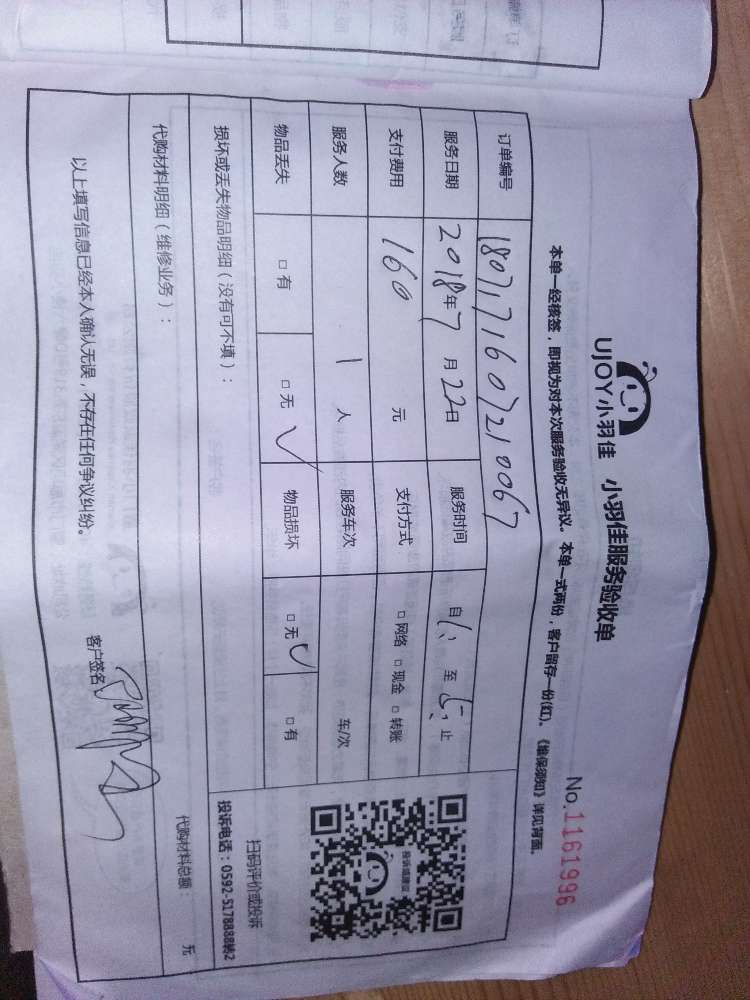 UJOY小羽佳 小羽佳服务验收单
No.1161996
本单一经核签，即视为对本次服务验收无异议。本单一式两份，客户留存一份(红)。《维保须知》详见背面。
订单编号 1807171607210067
服务日期 2018年7月22日 服务时间 自1: 至5:止
支付费用 160元 支付方式 □网络 □现金 □转账
服务人数 1人 服务车次 车/次
物品丢失 □有 □无 ✓ 物品损坏 □无 ✓ □有
损坏或丢失物品明细（没有可不填）：
扫码评价或投诉
投诉电话：0592-5178888转2
代购材料明细（维修业务）：
代购材料总额： 元
以上填写信息已经本人确认无误，不存在任何争议纠纷。 客户签名